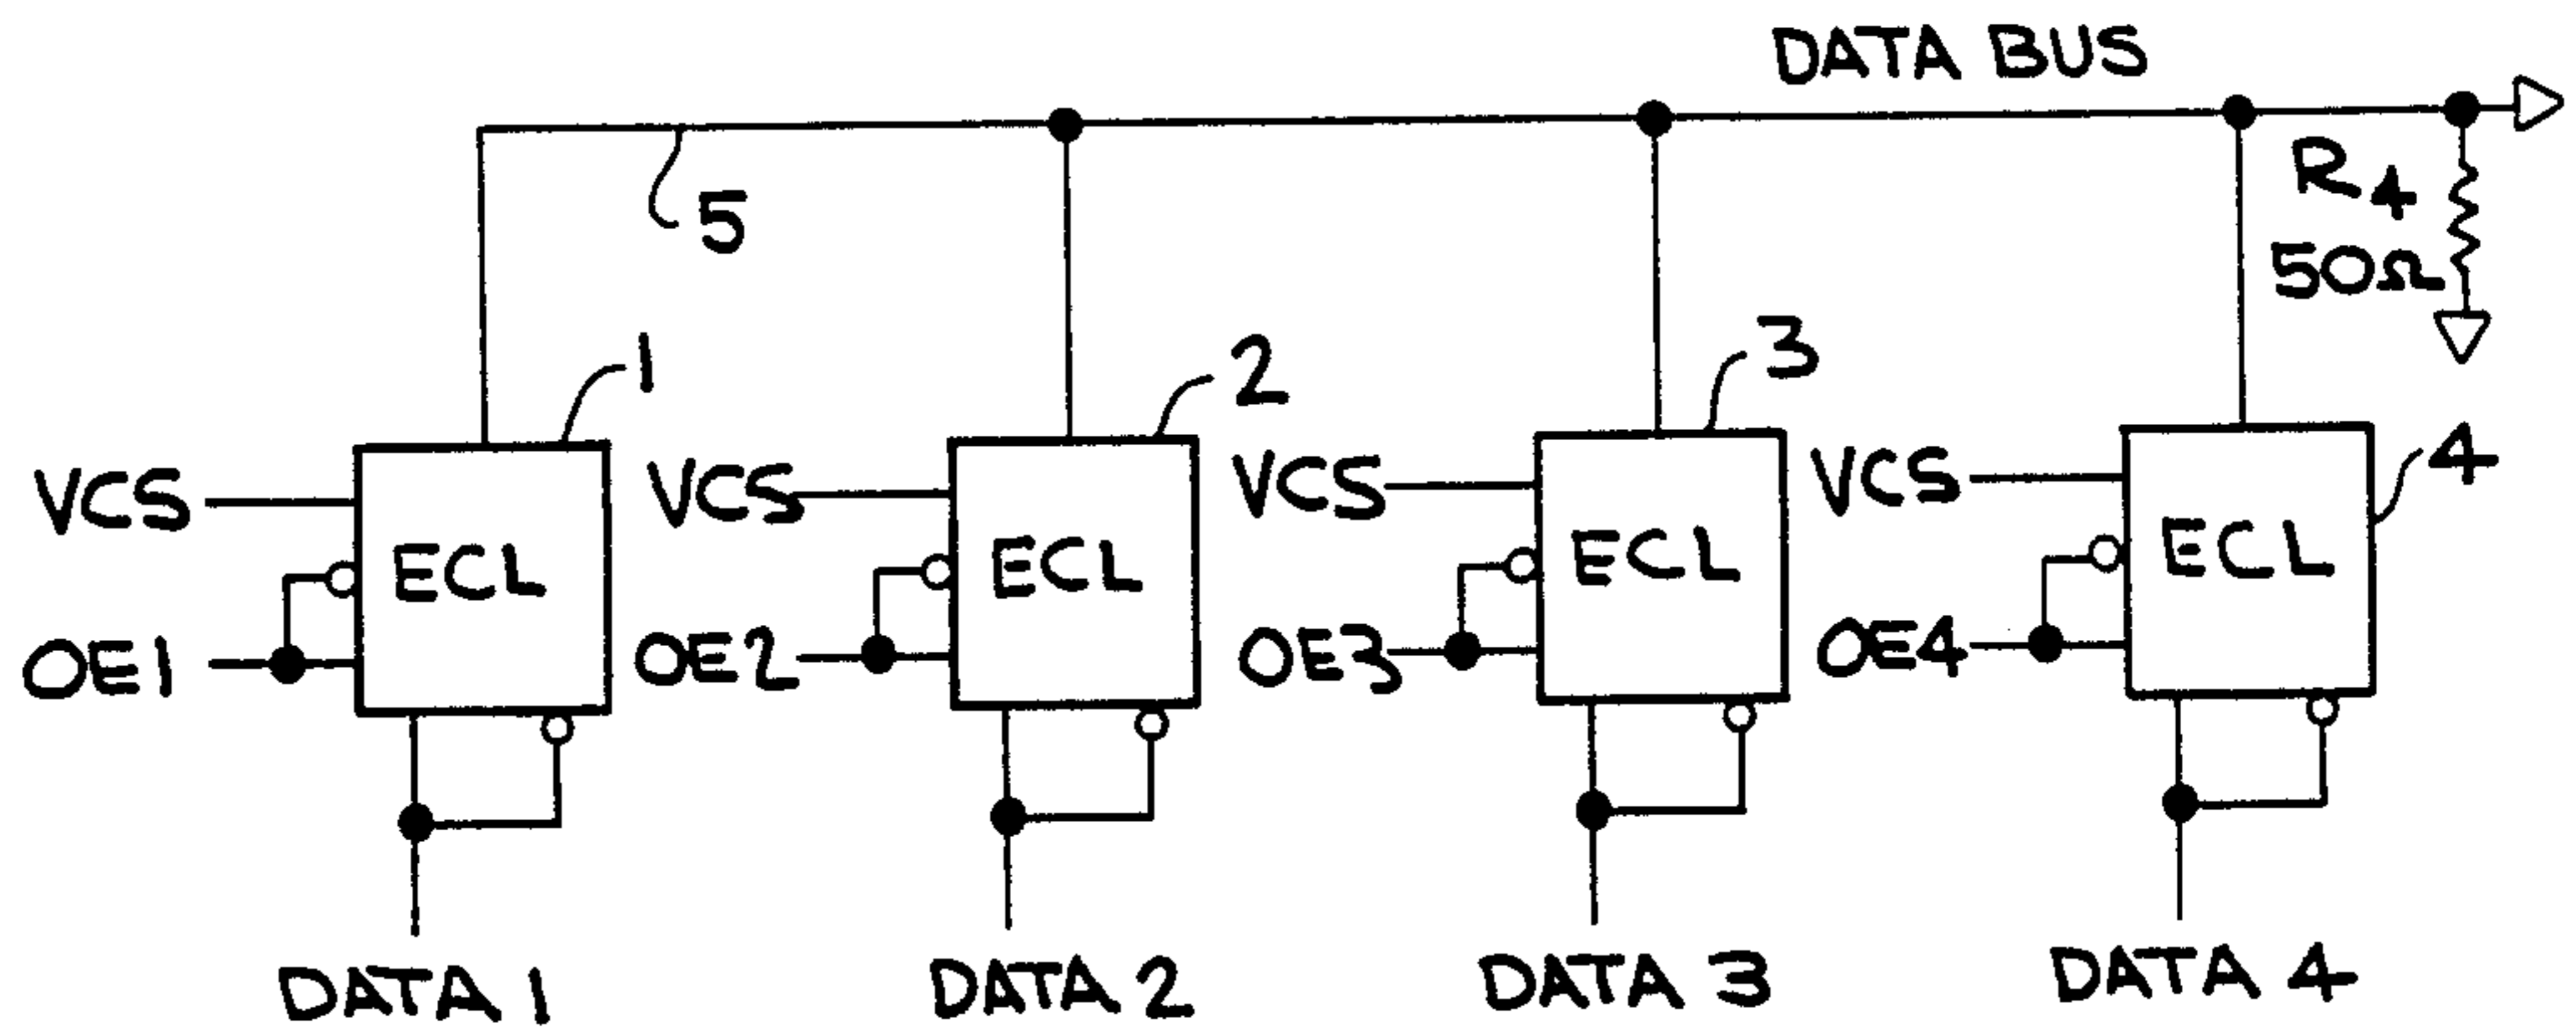 DATA BUS
5
R4
50Ω
1
2
3
4
VCS
ECL
OE1
VCS
ECL
OE2
VCS
ECL
OE3
VCS
ECL
OE4
DATA 1
DATA 2
DATA 3
DATA 4